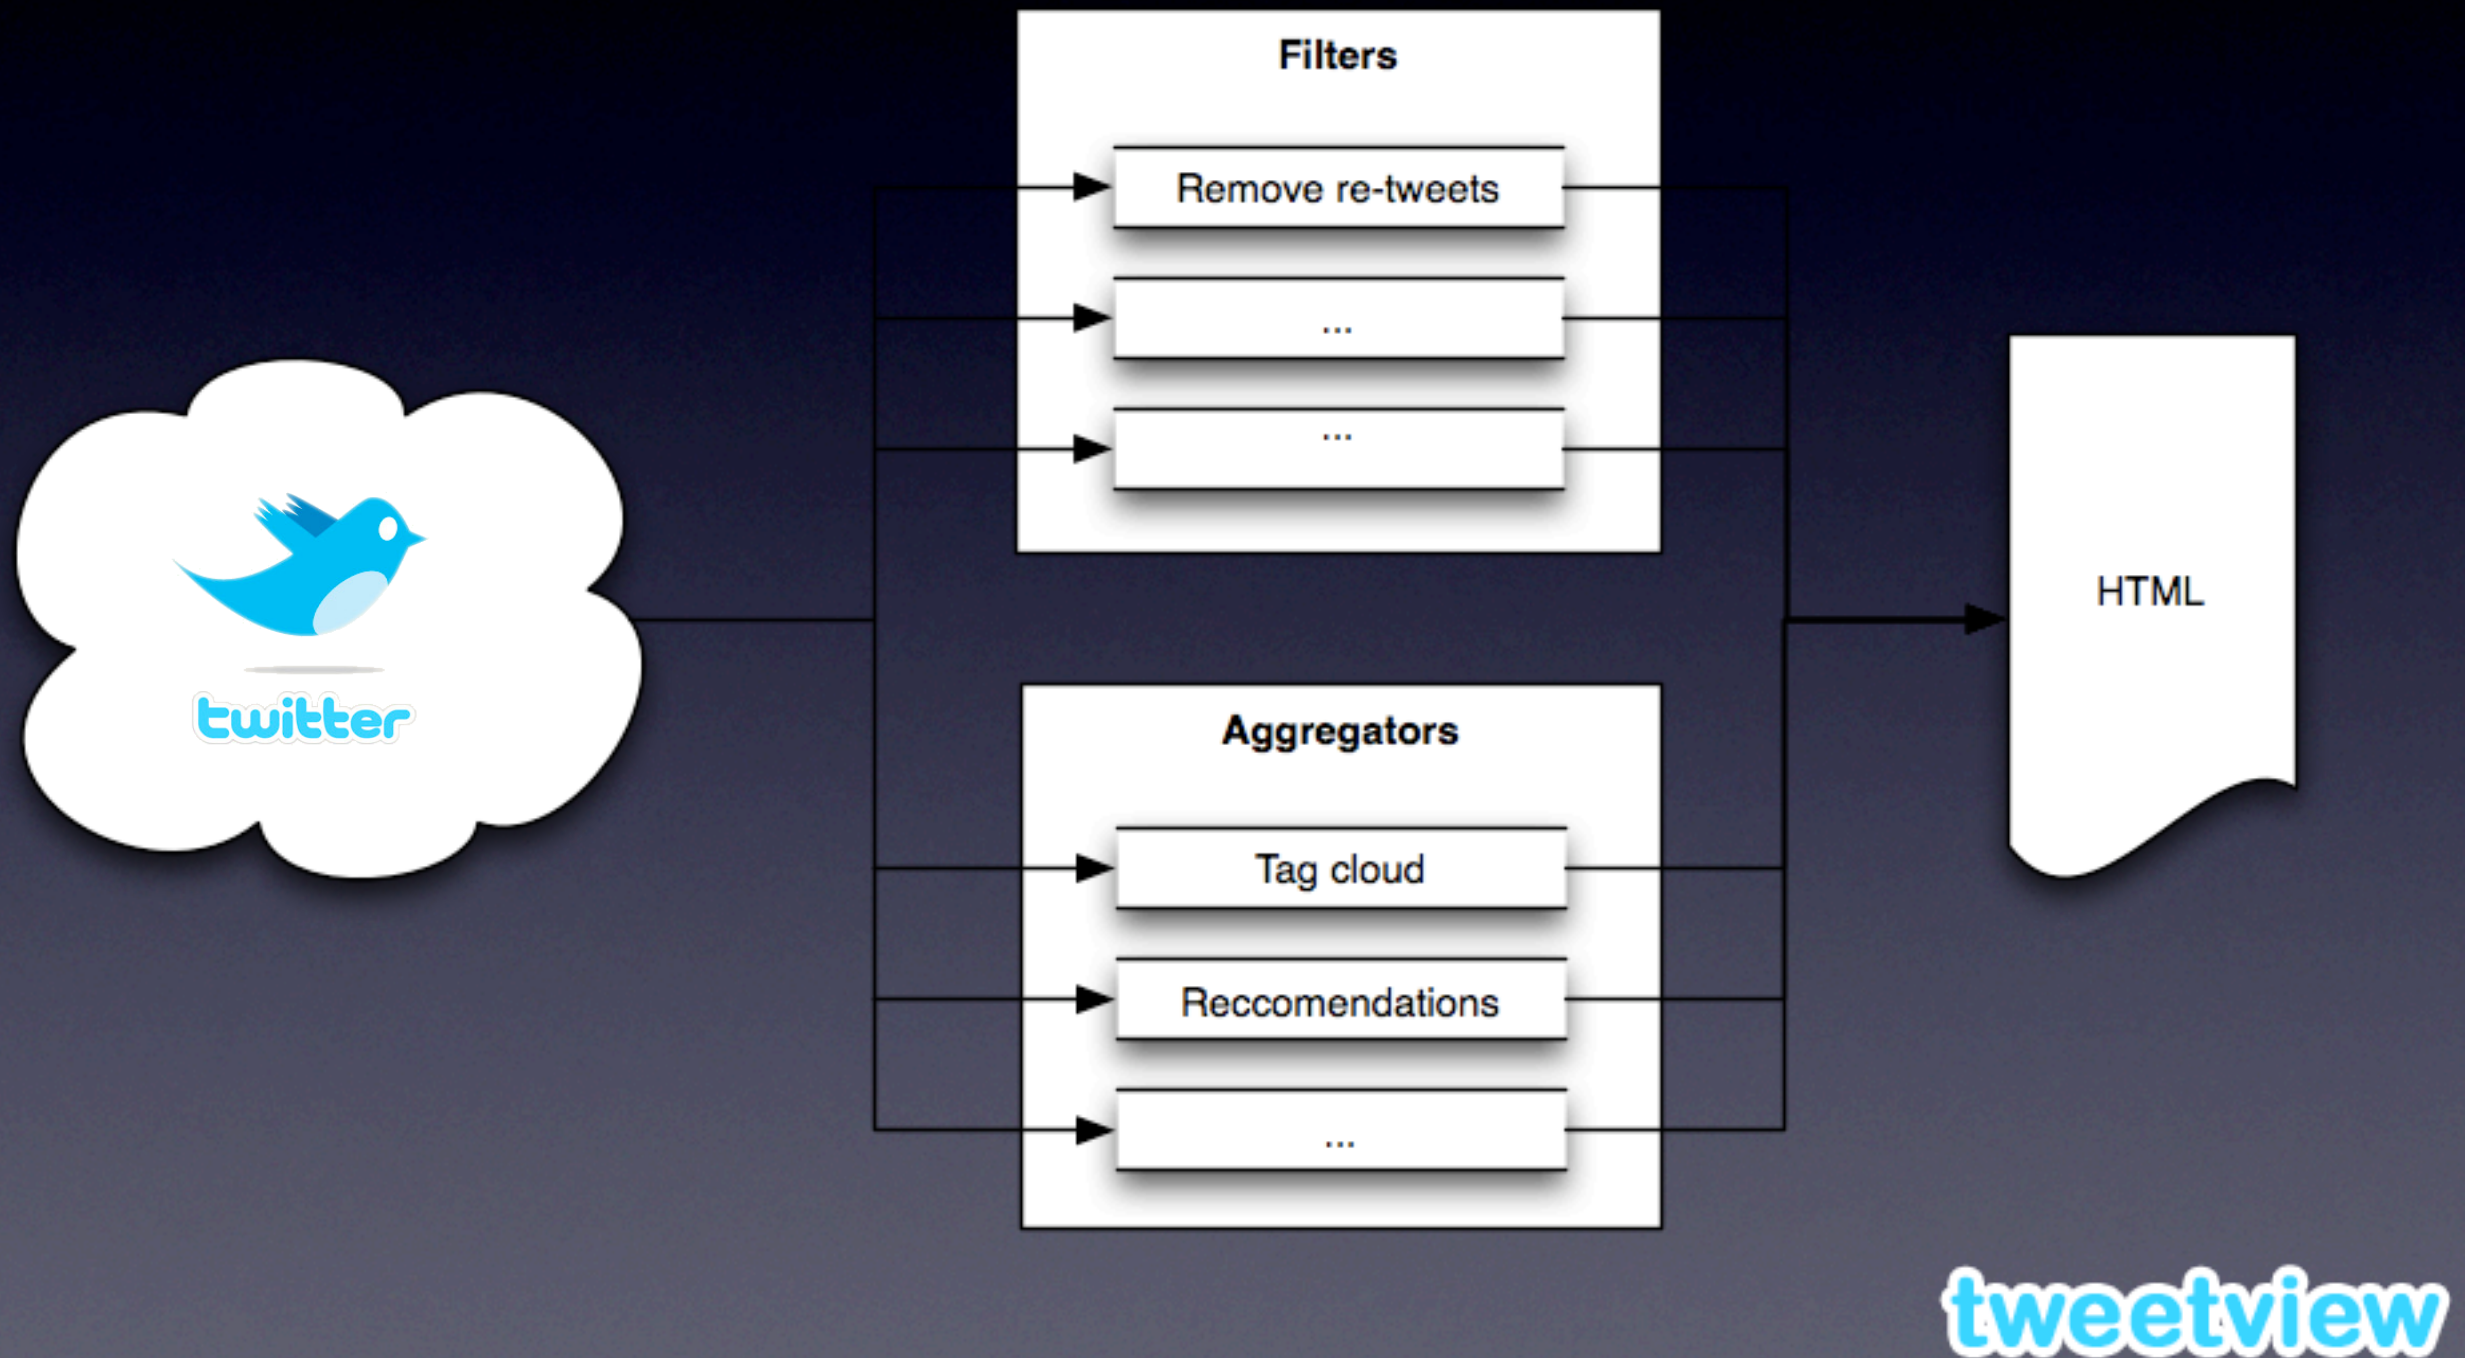 Filters
Remove re-tweets
...
...
twitter
HTML
Aggregators
Tag cloud
Reccomendations
...
tweetview